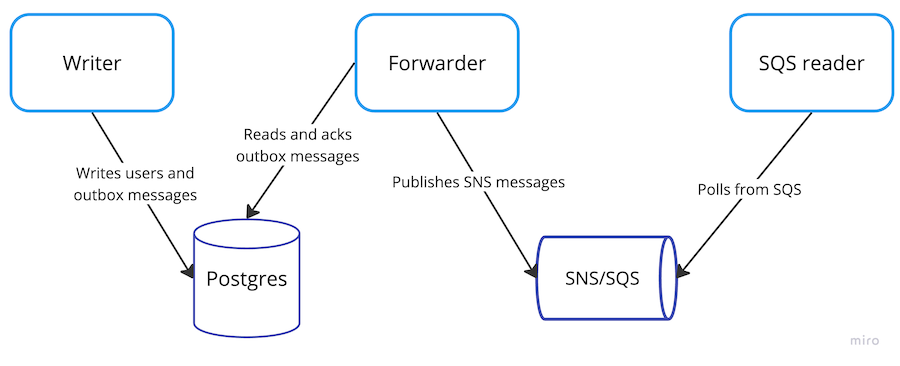 Writer
Forwarder
SQS reader
Reads and acks
outbox messages
Writes users and
outbox messages
Publishes SNS messages
Polls from SQS
Postgres
SNS/SQS
miro